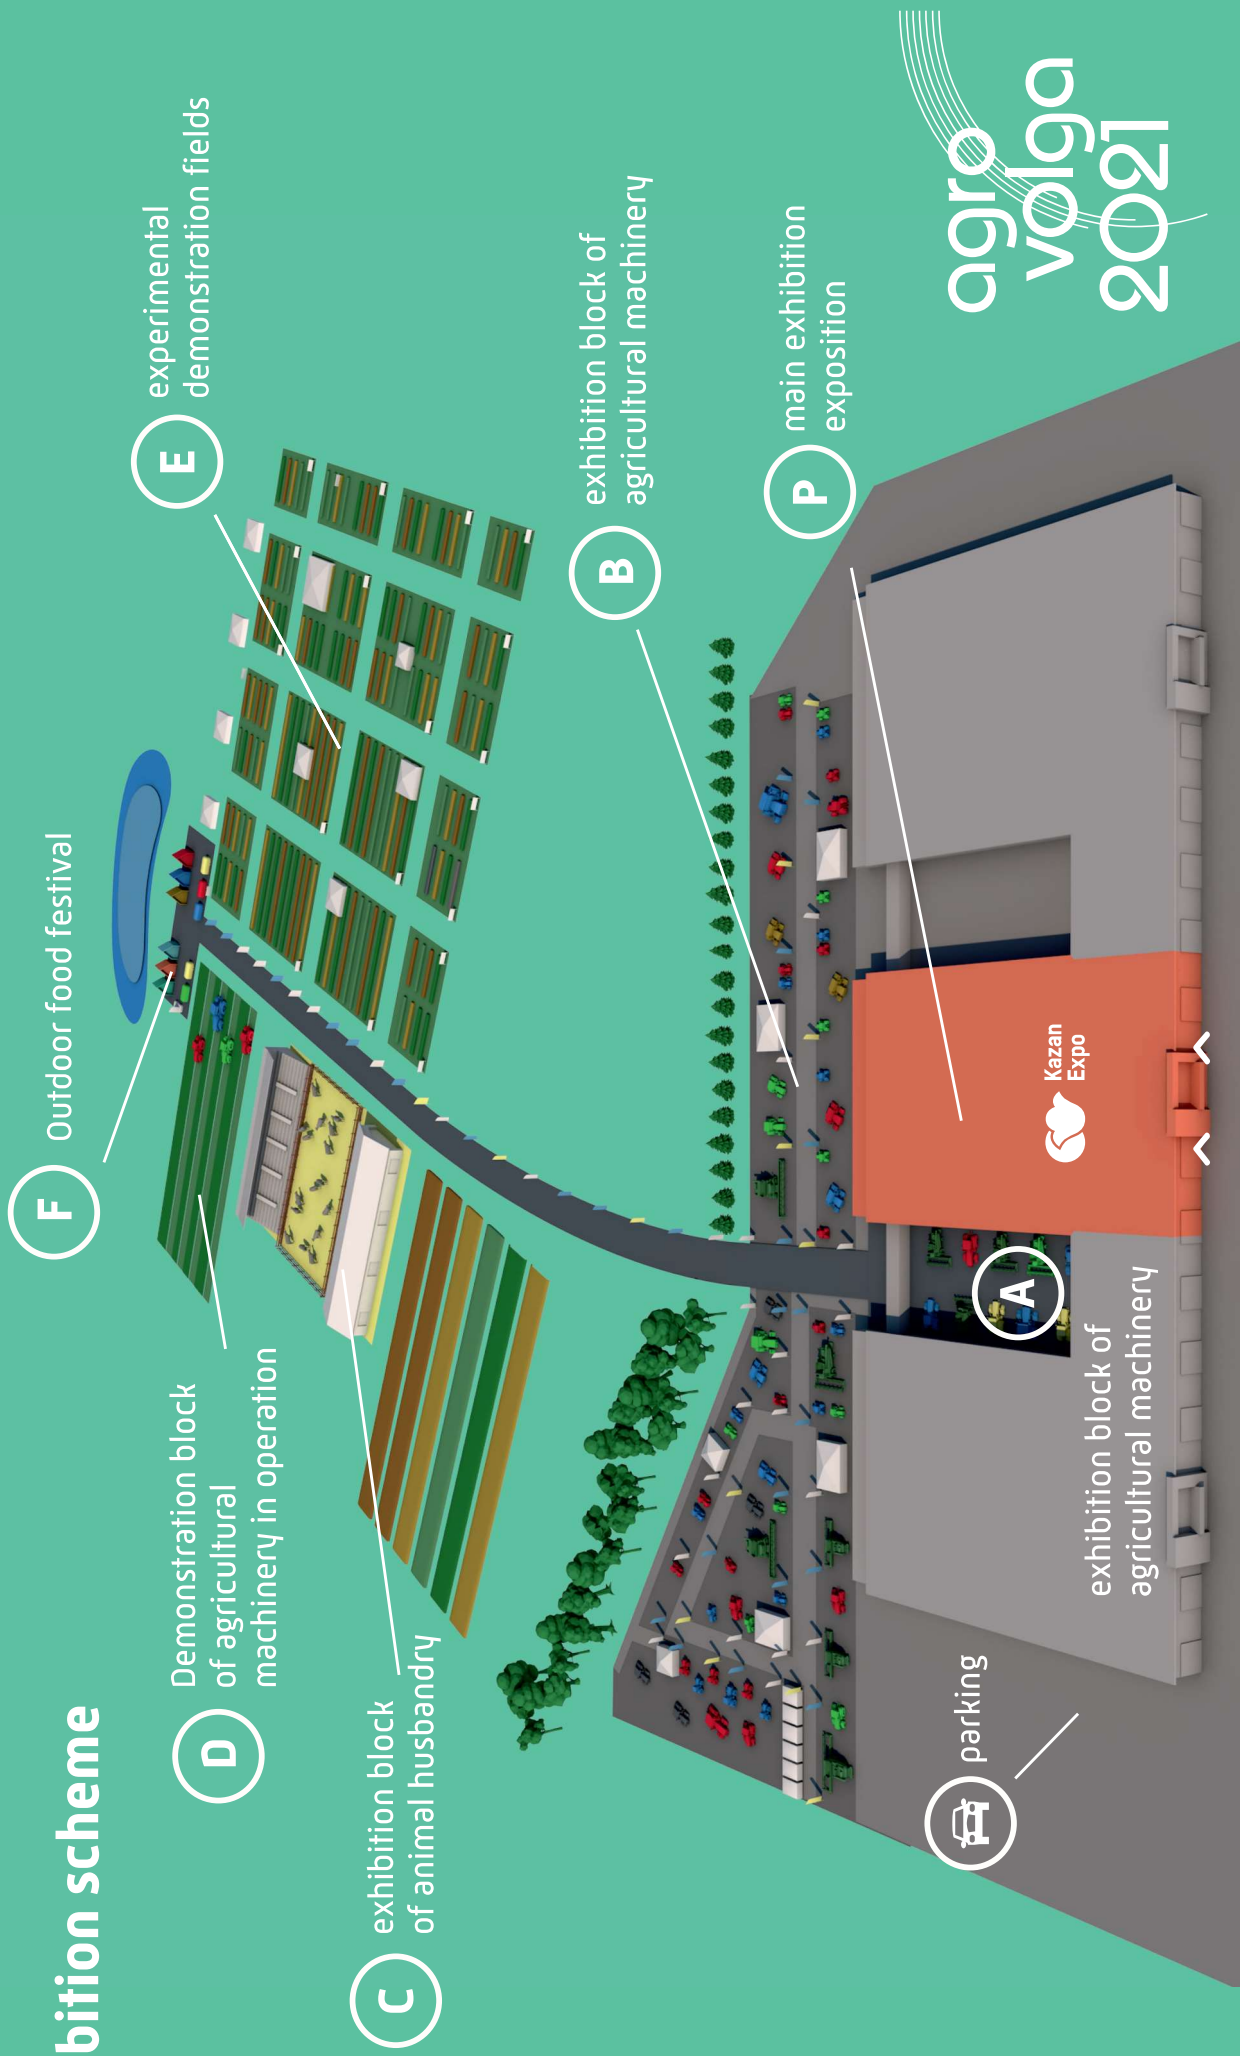 bition scheme
F
Outdoor food festival
E
experimental
demonstration fields
D
Demonstration block
of agricultural
machinery in operation
C
exhibition block
of animal husbandry
B
exhibition block of
agricultural machinery
P
main exhibition
exposition
A
exhibition block of
agricultural machinery
parking
Kazan
Expo
agro
volga
2021